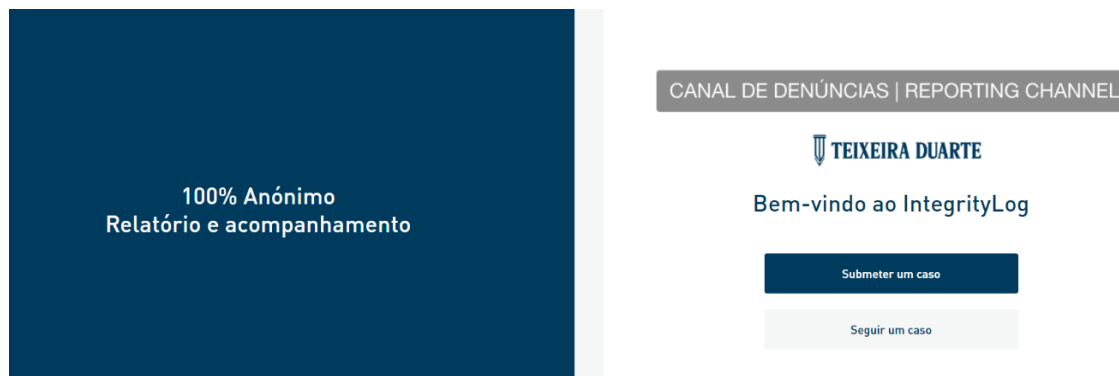 100% Anónimo
Relatório e acompanhamento
CANAL DE DENÚNCIAS | REPORTING CHANNEL
TEIXEIRA DUARTE
Bem-vindo ao IntegrityLog
Submeter um caso
Seguir um caso